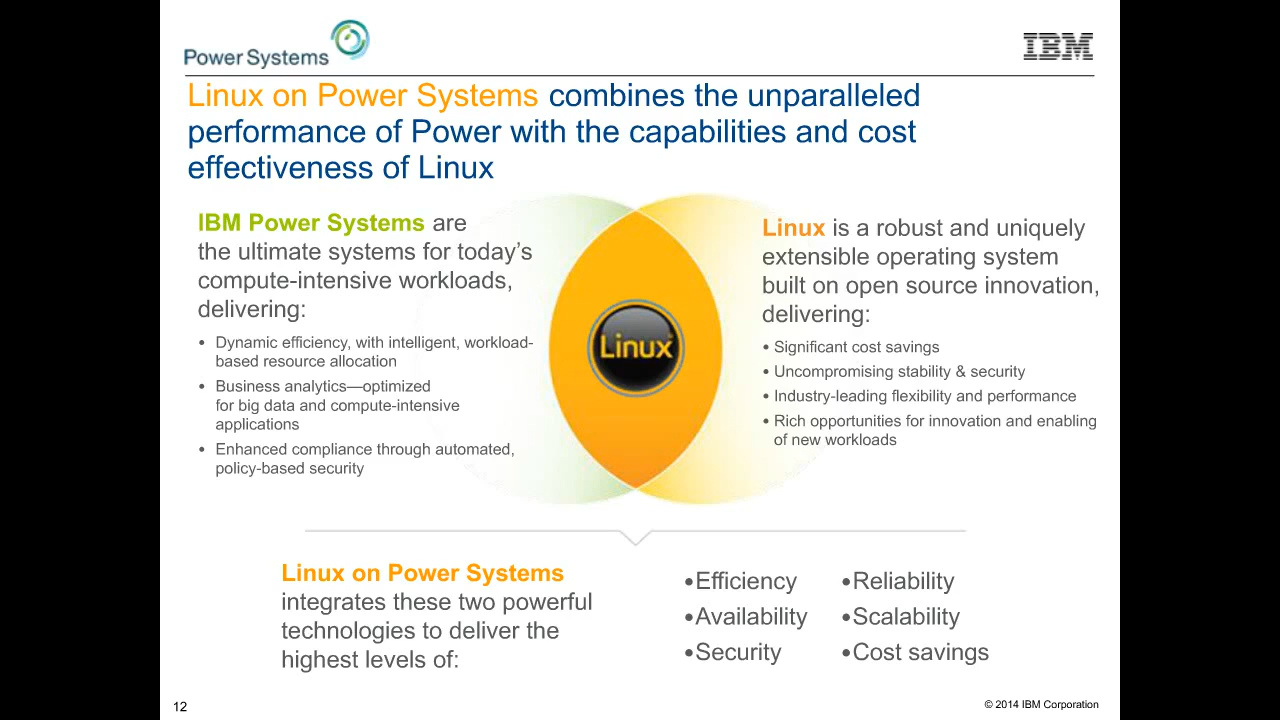 Power Systems
IBM
Linux on Power Systems combines the unparalleled
performance of Power with the capabilities and cost
effectiveness of Linux
IBM Power Systems are
the ultimate systems for today’s
compute-intensive workloads,
delivering:
• Dynamic efficiency, with intelligent, workload-
based resource allocation
• Business analytics—optimized
for big data and compute-intensive
applications
• Enhanced compliance through automated,
policy-based security
Linux
Linux is a robust and uniquely
extensible operating system
built on open source innovation,
delivering:
• Significant cost savings
• Uncompromising stability & security
• Industry-leading flexibility and performance
• Rich opportunities for innovation and enabling
of new workloads
Linux on Power Systems
integrates these two powerful
technologies to deliver the
highest levels of:
•Efficiency
•Availability
•Security
•Reliability
•Scalability
•Cost savings
12
© 2014 IBM Corporation